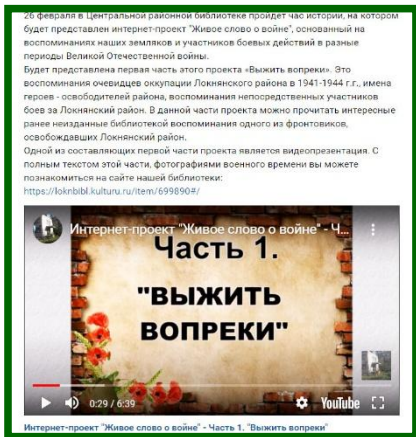 26 февраля в Центральной районной библиотеке пройдет час истории, на котором
будет представлен интернет-проект "Живое слово о войне", основанный на
воспоминаниях наших земляков и участников боевых действий в разные
периоды Великой Отечественной войны.
Будет представлена первая часть этого проекта «Выжить вопреки». Это
воспоминания очевидцев оккупации Локнянского района в 1941-1944 г.г., имена
героев - освободителей района, воспоминания непосредственных участников
боев за Локнянский район. В данной части проекта можно прочитать интересные
ранее неизданные библиотекой воспоминания одного из фронтовиков,
освобождавших Локнянский район.
Одной из составляющих первой части проекта является видеопрезентация. С
полным текстом этой части, фотографиями военного времени вы можете
познакомиться на сайте нашей библиотеки:
https://loknbibl.kulturu.ru/item/699890#/
Интернет-проект "Живое слово о войне" - Ч...
Часть 1.
"ВЫЖИТЬ
ВОПРЕКИ"
0:29 / 6:39
YouTube
Интернет-проект "Живое слово о войне" - Часть 1. "Выжить вопреки"